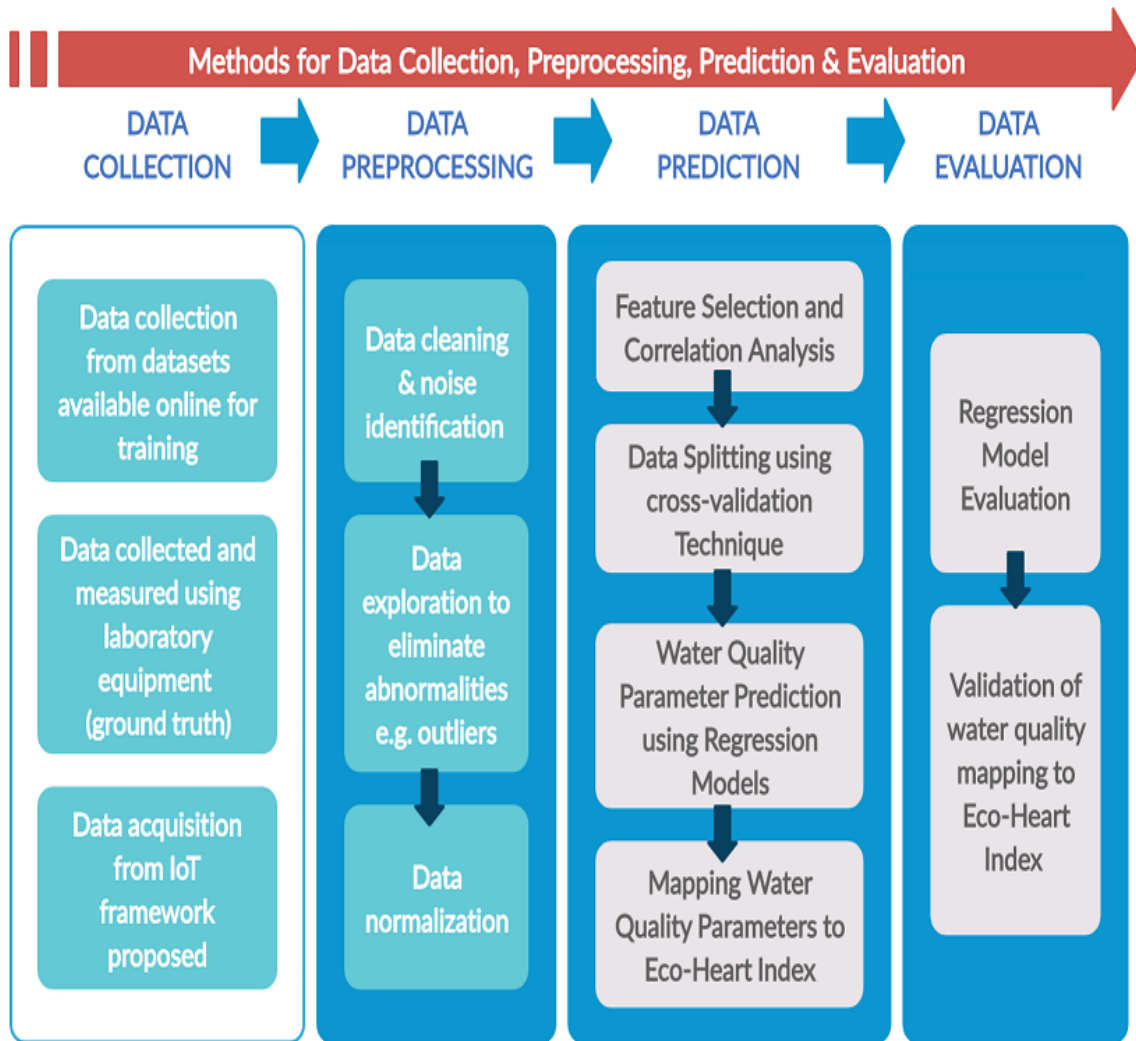 Methods for Data Collection, Preprocessing, Prediction & Evaluation
DATA
COLLECTION
DATA
PREPROCESSING
DATA
PREDICTION
DATA
EVALUATION
Data collection
from datasets
available online for
training
Data collected and
measured using
laboratory
equipment
(ground truth)
Data acquisition
from IoT
framework
proposed
Data cleaning
& noise
identification
Data
exploration to
eliminate
abnormalities
e.g. outliers
Data
normalization
Feature Selection and
Correlation Analysis
Data Splitting using
cross-validation
Technique
Water Quality
Parameter Prediction
using Regression
Models
Mapping Water
Quality Parameters to
Eco-Heart Index
Regression
Model
Evaluation
Validation of
water quality
mapping to
Eco-Heart
Index